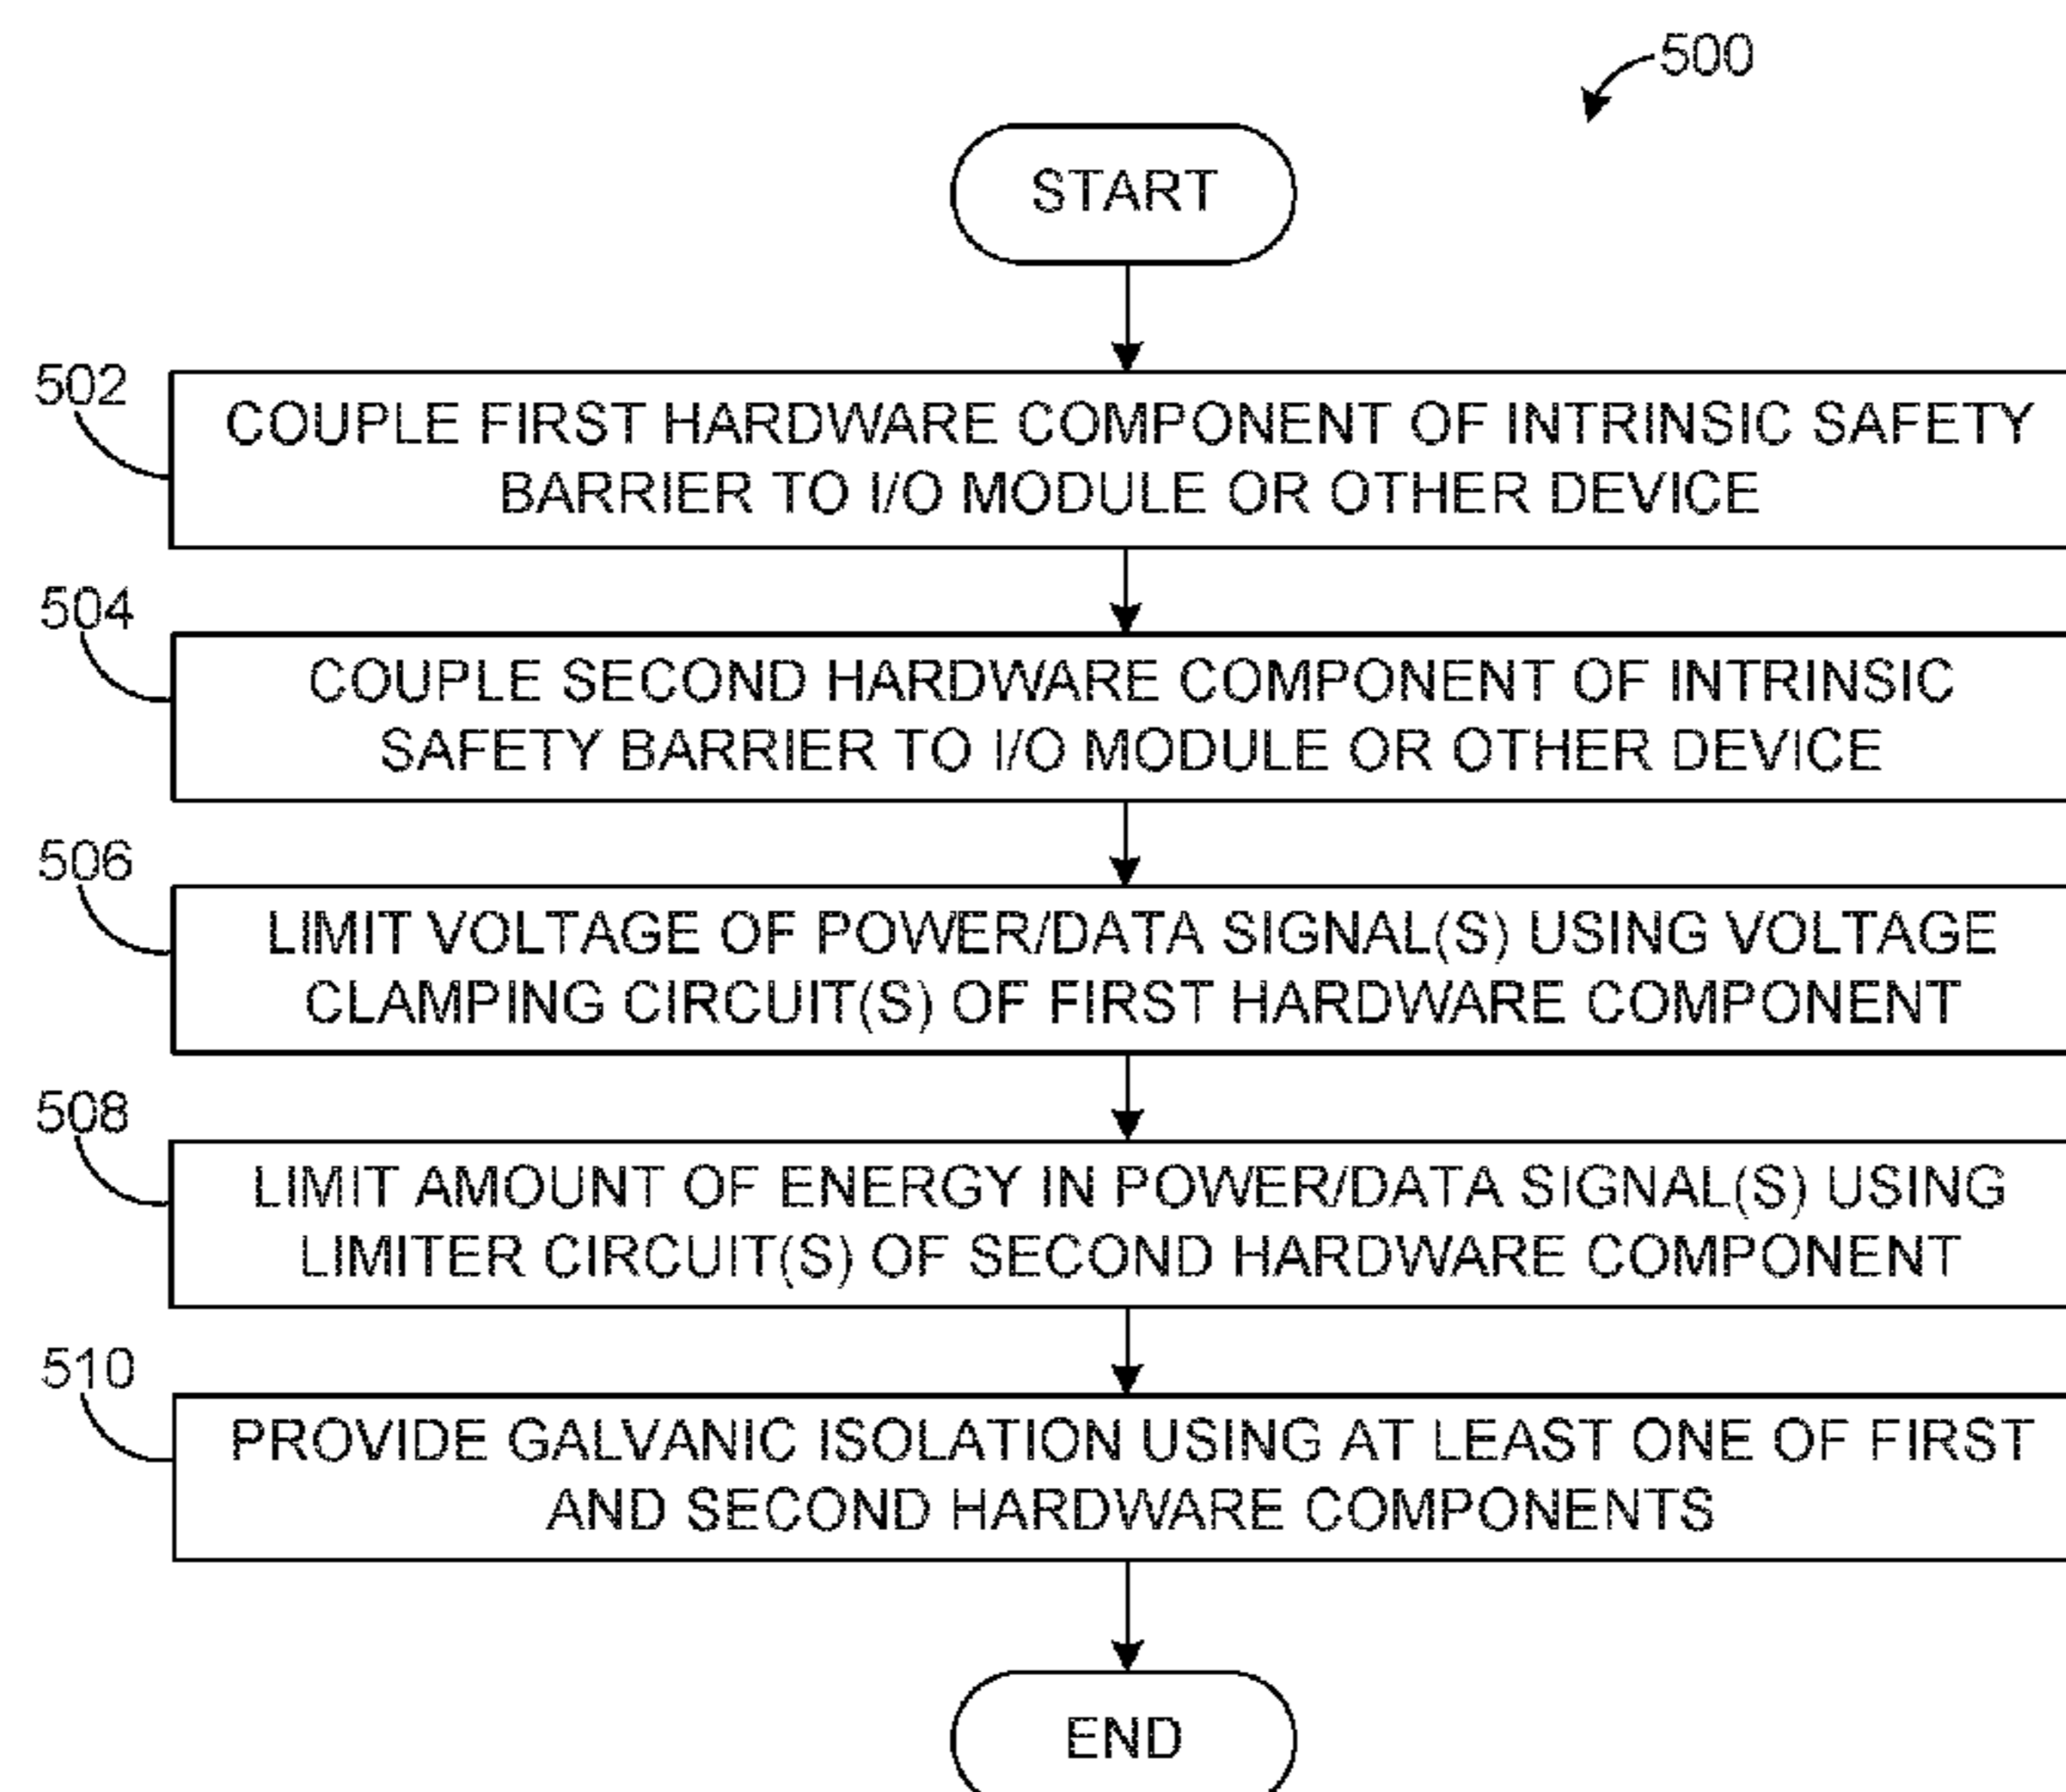 500
START
502
COUPLE FIRST HARDWARE COMPONENT OF INTRINSIC SAFETY
BARRIER TO I/O MODULE OR OTHER DEVICE
504
COUPLE SECOND HARDWARE COMPONENT OF INTRINSIC
SAFETY BARRIER TO I/O MODULE OR OTHER DEVICE
506
LIMIT VOLTAGE OF POWER/DATA SIGNAL(S) USING VOLTAGE
CLAMPING CIRCUIT(S) OF FIRST HARDWARE COMPONENT
508
LIMIT AMOUNT OF ENERGY IN POWER/DATA SIGNAL(S) USING
LIMITER CIRCUIT(S) OF SECOND HARDWARE COMPONENT
510
PROVIDE GALVANIC ISOLATION USING AT LEAST ONE OF FIRST
AND SECOND HARDWARE COMPONENTS
END